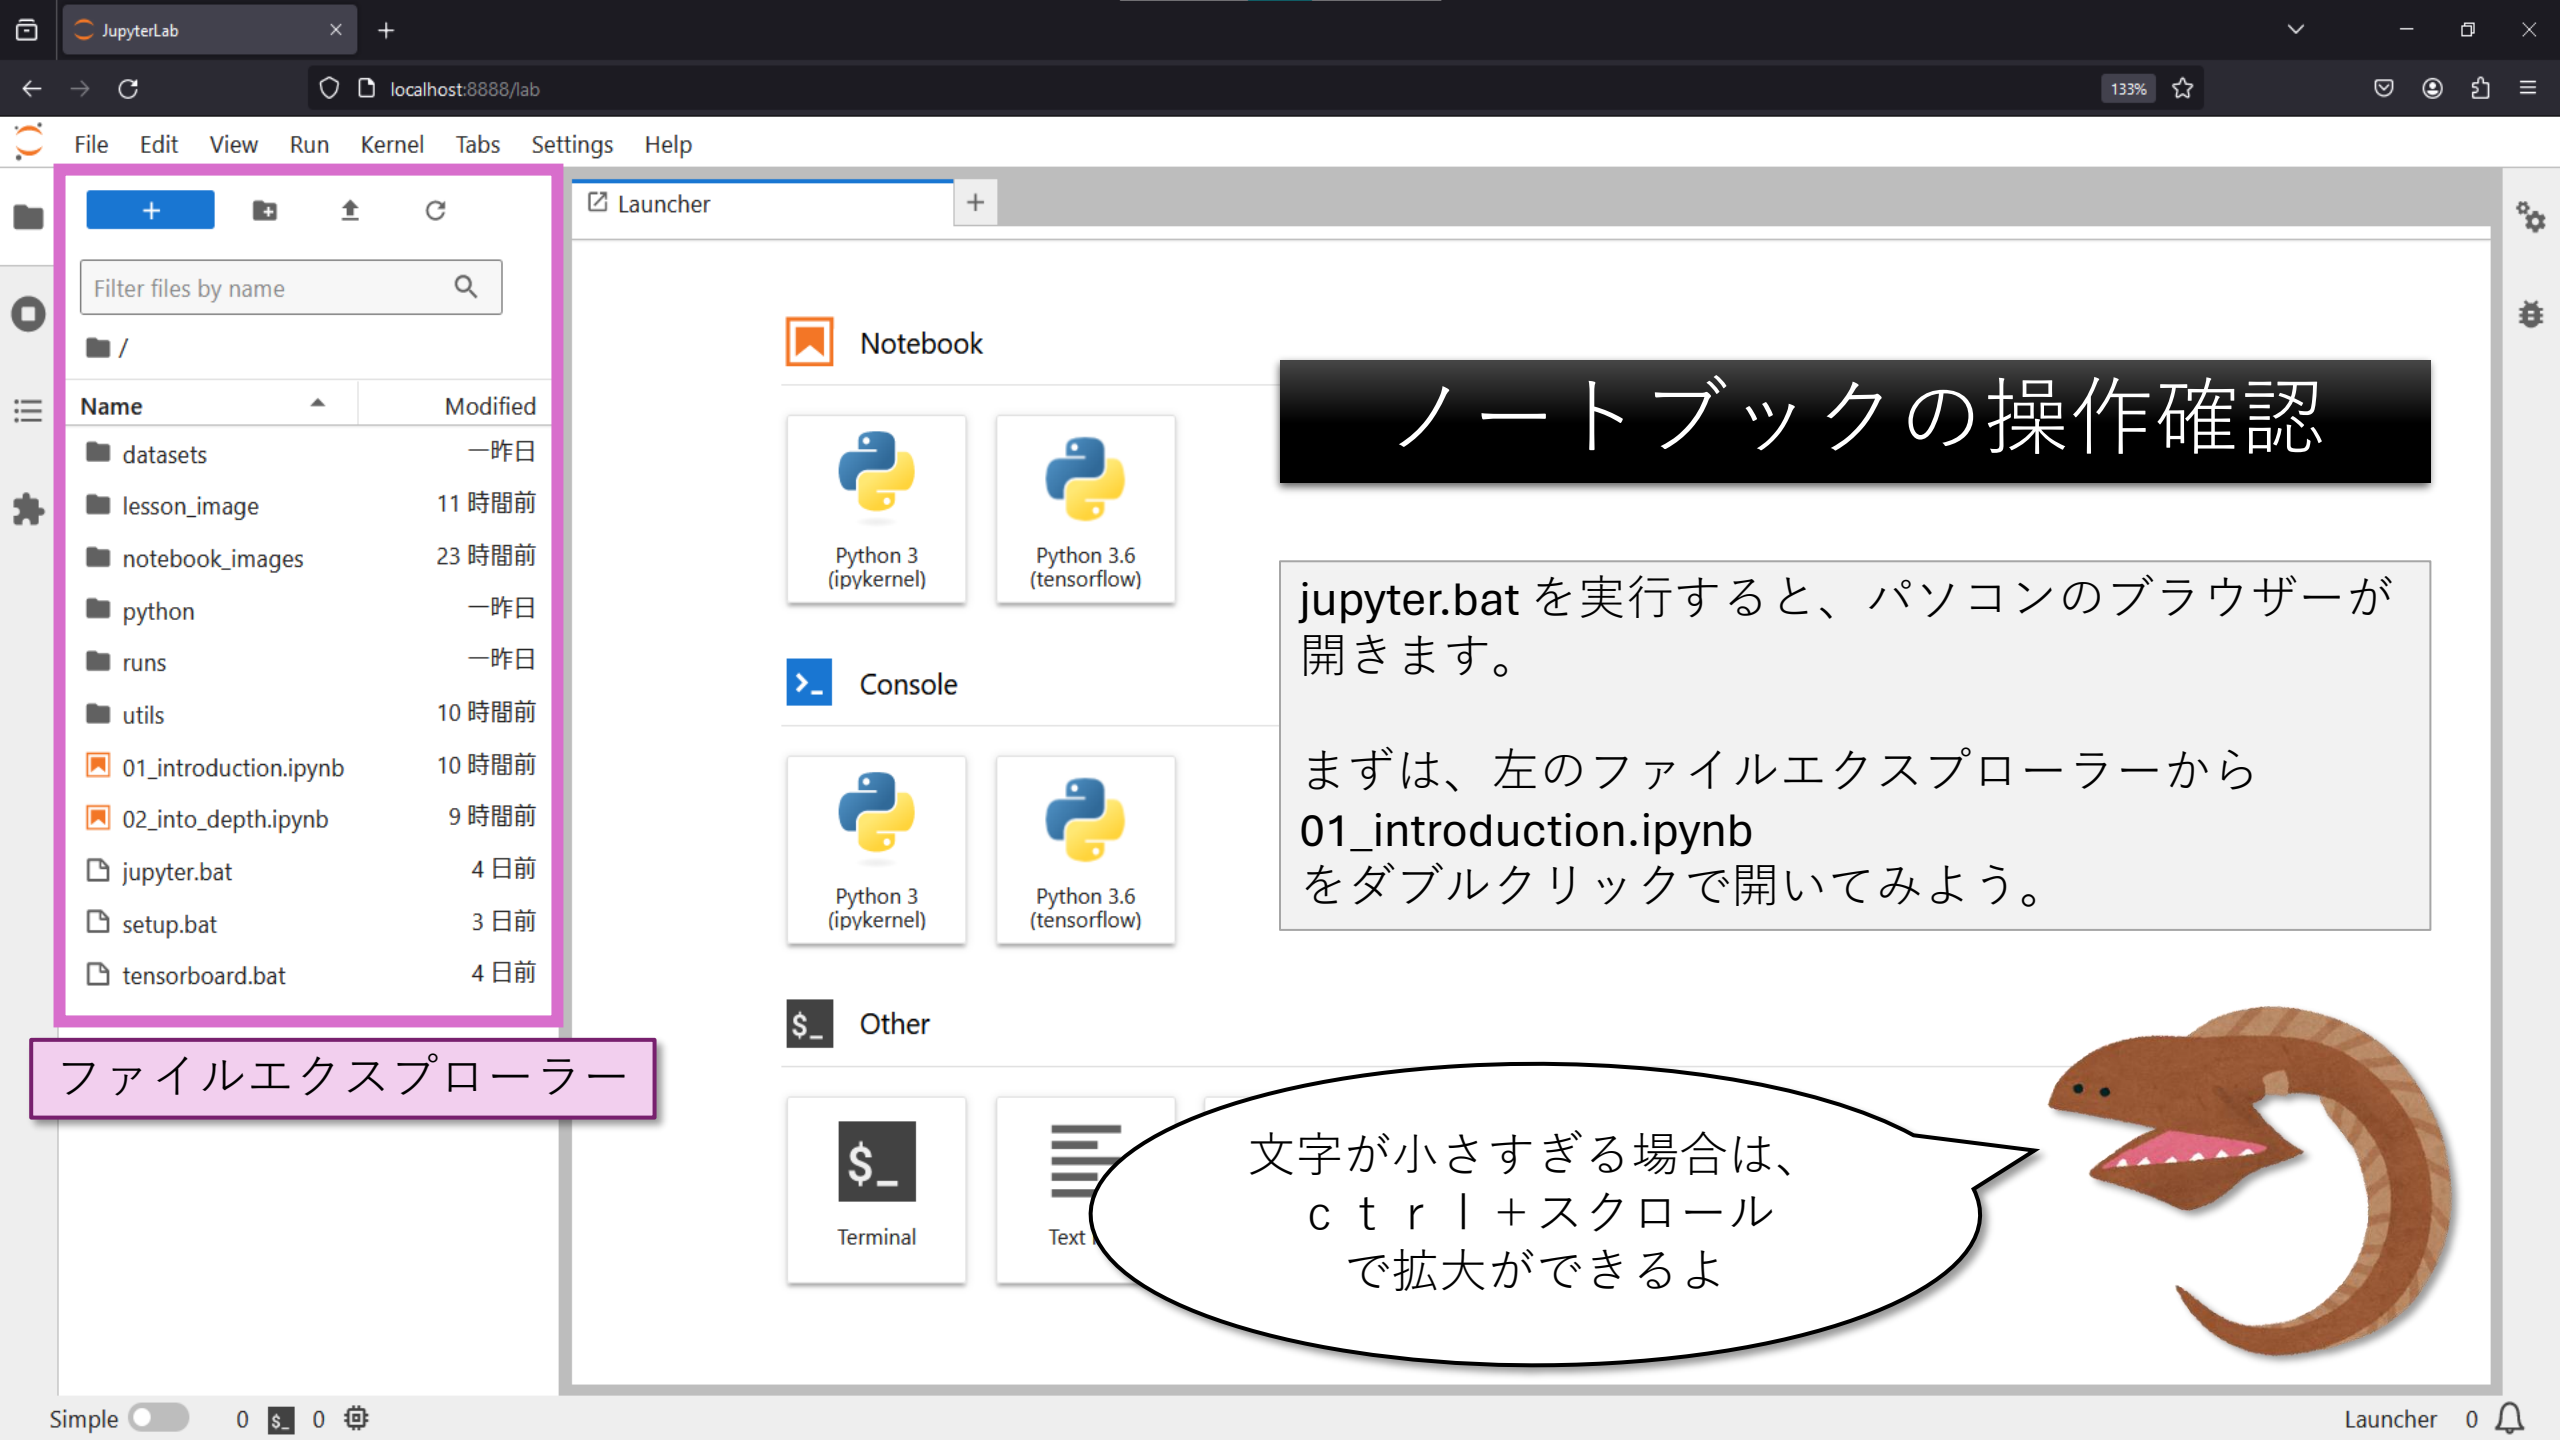 JupyterLab
localhost:8888/lab
133%
File Edit View Run Kernel Tabs Settings Help
Filter files by name
/
Name Modified
datasets 一昨日
lesson_image 11 時間前
notebook_images 23 時間前
python 一昨日
runs 一昨日
utils 10 時間前
01_introduction.ipynb 10 時間前
02_into_depth.ipynb 9 時間前
jupyter.bat 4 日前
setup.bat 3 日前
tensorboard.bat 4 日前
ファイルエクスプローラー
Launcher
Notebook
Python 3
(ipykernel)
Python 3.6
(tensorflow)
Console
Python 3
(ipykernel)
Python 3.6
(tensorflow)
Other
$_
Terminal
Text
ノートブックの操作確認
jupyter.bat を実行すると、パソコンのブラウザーが
開きます。
まずは、左のファイルエクスプローラーから
01_introduction.ipynb
をダブルクリックで開いてみよう。
文字が小さすぎる場合は、
ｃｔｒｌ＋スクロール
で拡大ができるよ
Simple 0 $_ 0
Launcher 0